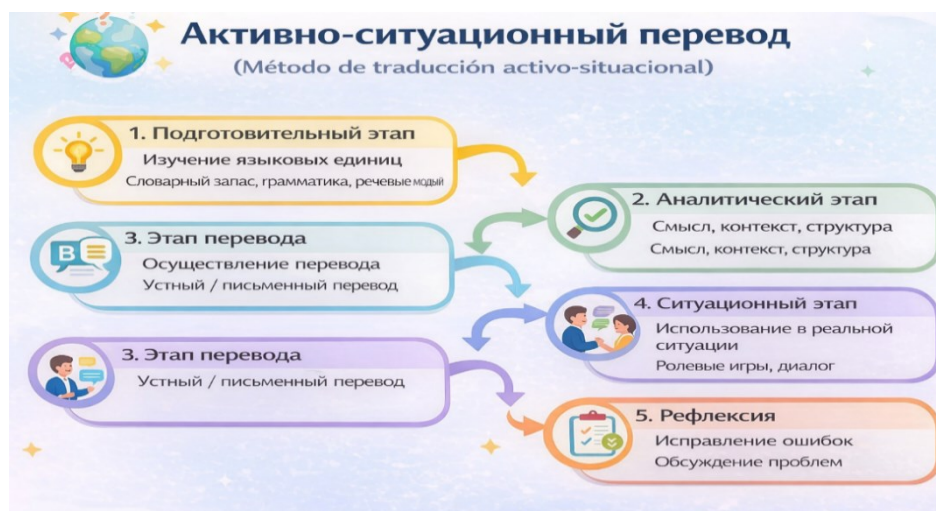 Активно-ситуационный перевод
(Método de traducción activo-situacional)
1. Подготовительный этап
Изучение языковых единиц
Словарный запас, грамматика, речевые
2. Аналитический этап
Смысл, контекст, структура
Смысл, контекст, структура
3. Этап перевода
Осуществление перевода
Устный / письменный перевод
B
4. Ситуационный этап
Использование в реальной
ситуации
Ролевые игры, диалог
3. Этап перевода
Устный / письменный перевод
5. Рефлексия
Исправление ошибок
Обсуждение проблем